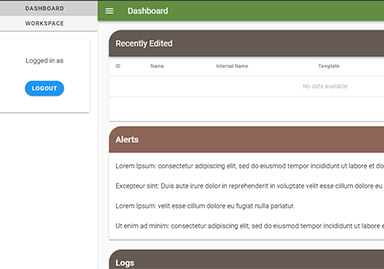 DASHBOARD
WORKSPACE
Logged in as
LOGOUT
Dashboard
Recently Edited
ID Name Internal Name Template
No data available
Alerts
Lorem Ipsum: consectetur adipiscing elit, sed do eiusmod tempor incididunt ut labore et do
Excepteur sint: Duis aute irure dolor in reprehenderit in voluptate velit esse cillum dolore eu
Lorem Ipsum: velit esse cillum dolore eu fugiat nulla pariatur.
Ut enim ad minim: consectetur adipiscing elit, sed do eiusmod tempor incididunt ut labore e
Logs